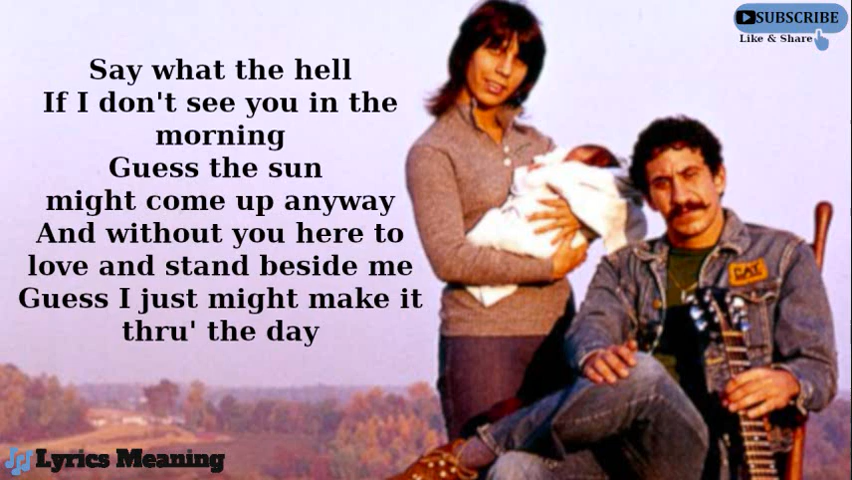 Say what the hell
If I don't see you in the
morning
Guess the sun
might come up anyway
And without you here to
love and stand beside me
Guess I just might make it
thru' the day
SUBSCRIBE
Like & Share
CAT
Lyrics Meaning